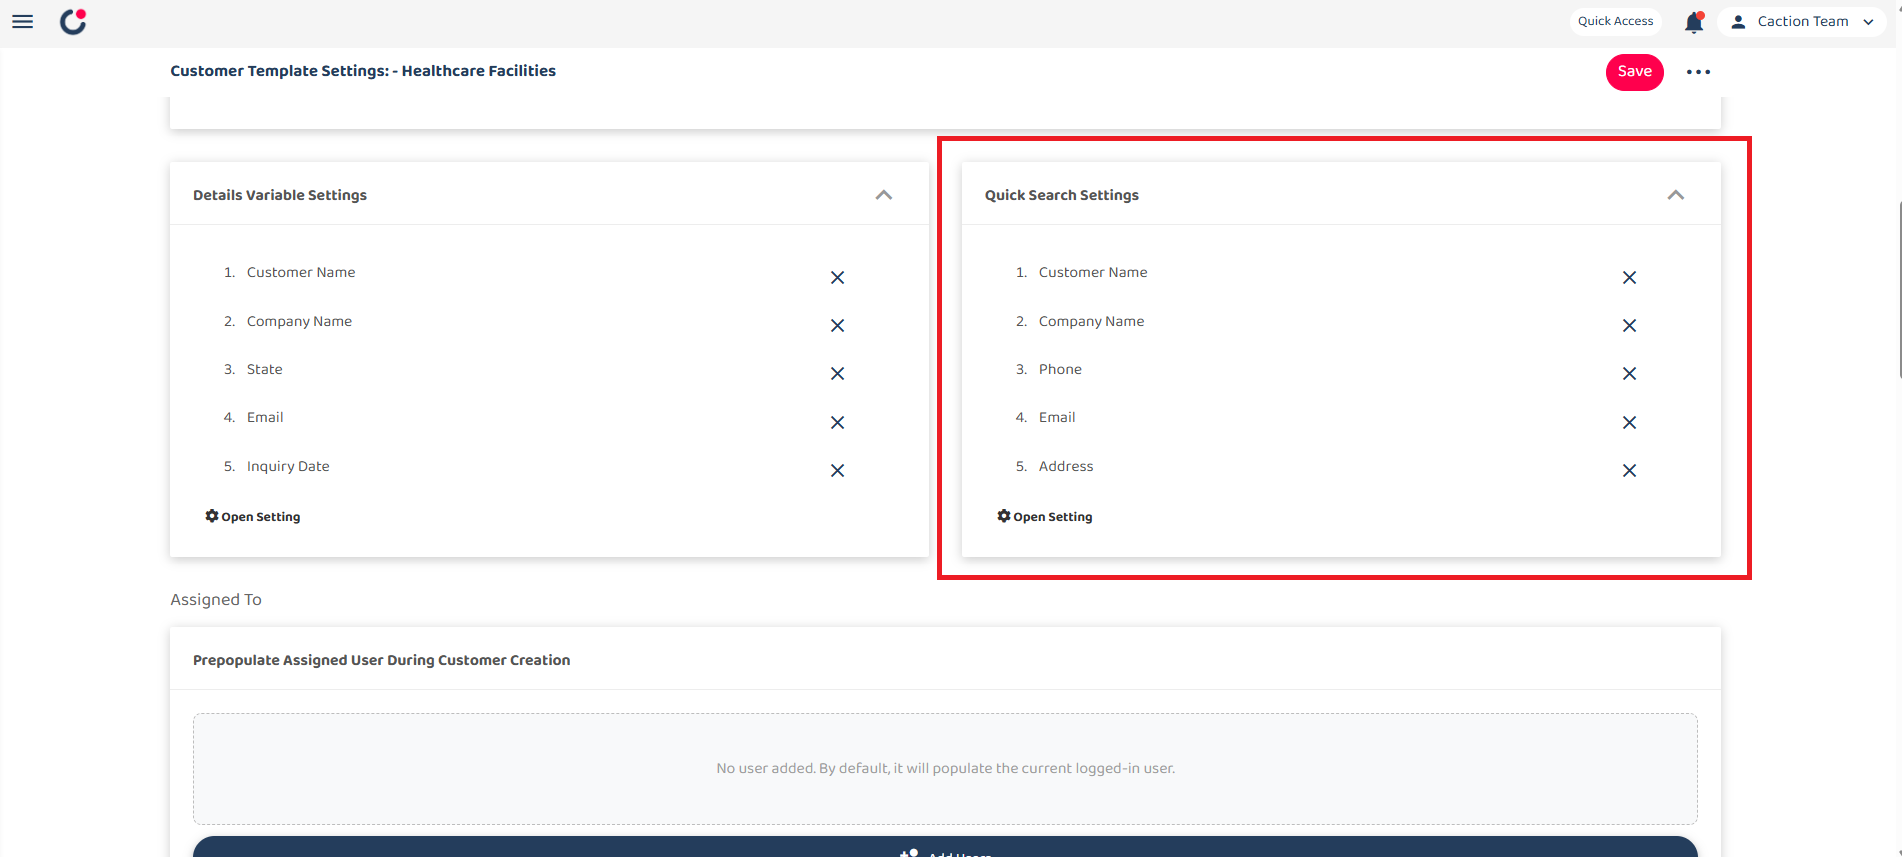 Quick Access
Caction Team
Customer Template Settings: - Healthcare Facilities
Save
Details Variable Settings
1. Customer Name
2. Company Name
3. State
4. Email
5. Inquiry Date
Open Setting
Quick Search Settings
1. Customer Name
2. Company Name
3. Phone
4. Email
5. Address
Open Setting
Assigned To
Prepopulate Assigned User During Customer Creation
No user added. By default, it will populate the current logged-in user.
Add Users